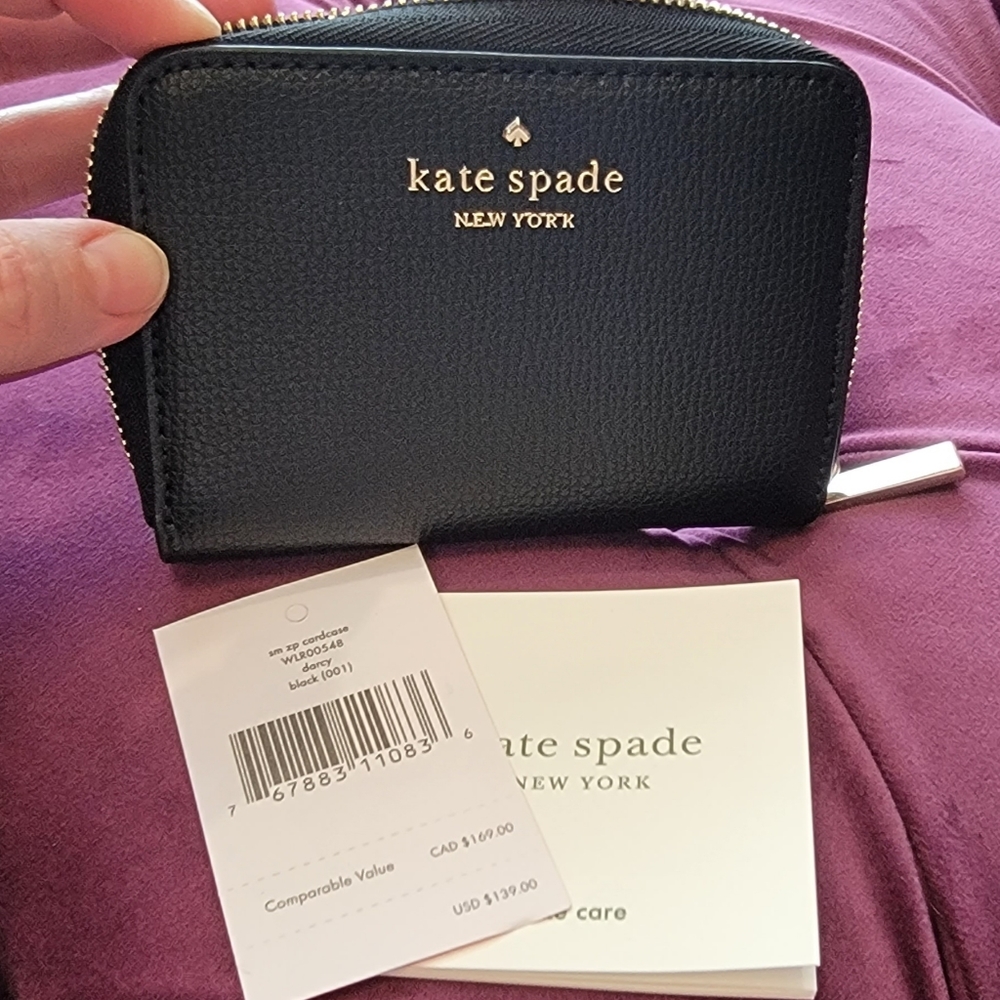 kate spade
NEW YORK
sm zp cardcase
WLR00548
darcy
black (001)
7 67883 11083 6
CAD $169.00
Comparable Value
USD $139.00
ate spade
NEW YORK
care